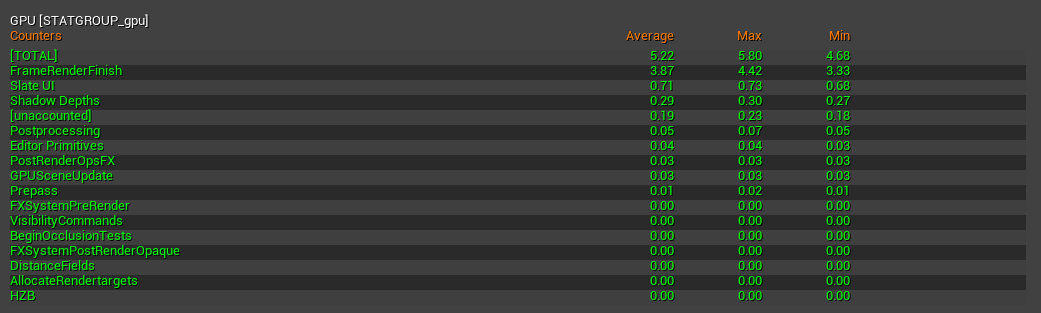 GPU [STATGROUP_gpu]
Counters Average Max Min
[TOTAL] 5.22 5.80 4.68
FrameRenderFinish 3.87 4.42 3.33
Slate UI 0.71 0.73 0.68
Shadow Depths 0.29 0.30 0.27
[unaccounted] 0.19 0.23 0.18
Postprocessing 0.05 0.07 0.05
Editor Primitives 0.04 0.04 0.03
PostRenderOpsFX 0.03 0.03 0.03
GPUSceneUpdate 0.03 0.03 0.03
Prepass 0.01 0.02 0.01
FXSystemPreRender 0.00 0.00 0.00
VisibilityCommands 0.00 0.00 0.00
BeginOcclusionTests 0.00 0.00 0.00
FXSystemPostRenderOpaque 0.00 0.00 0.00
DistanceFields 0.00 0.00 0.00
AllocateRendertargets 0.00 0.00 0.00
HZB 0.00 0.00 0.00